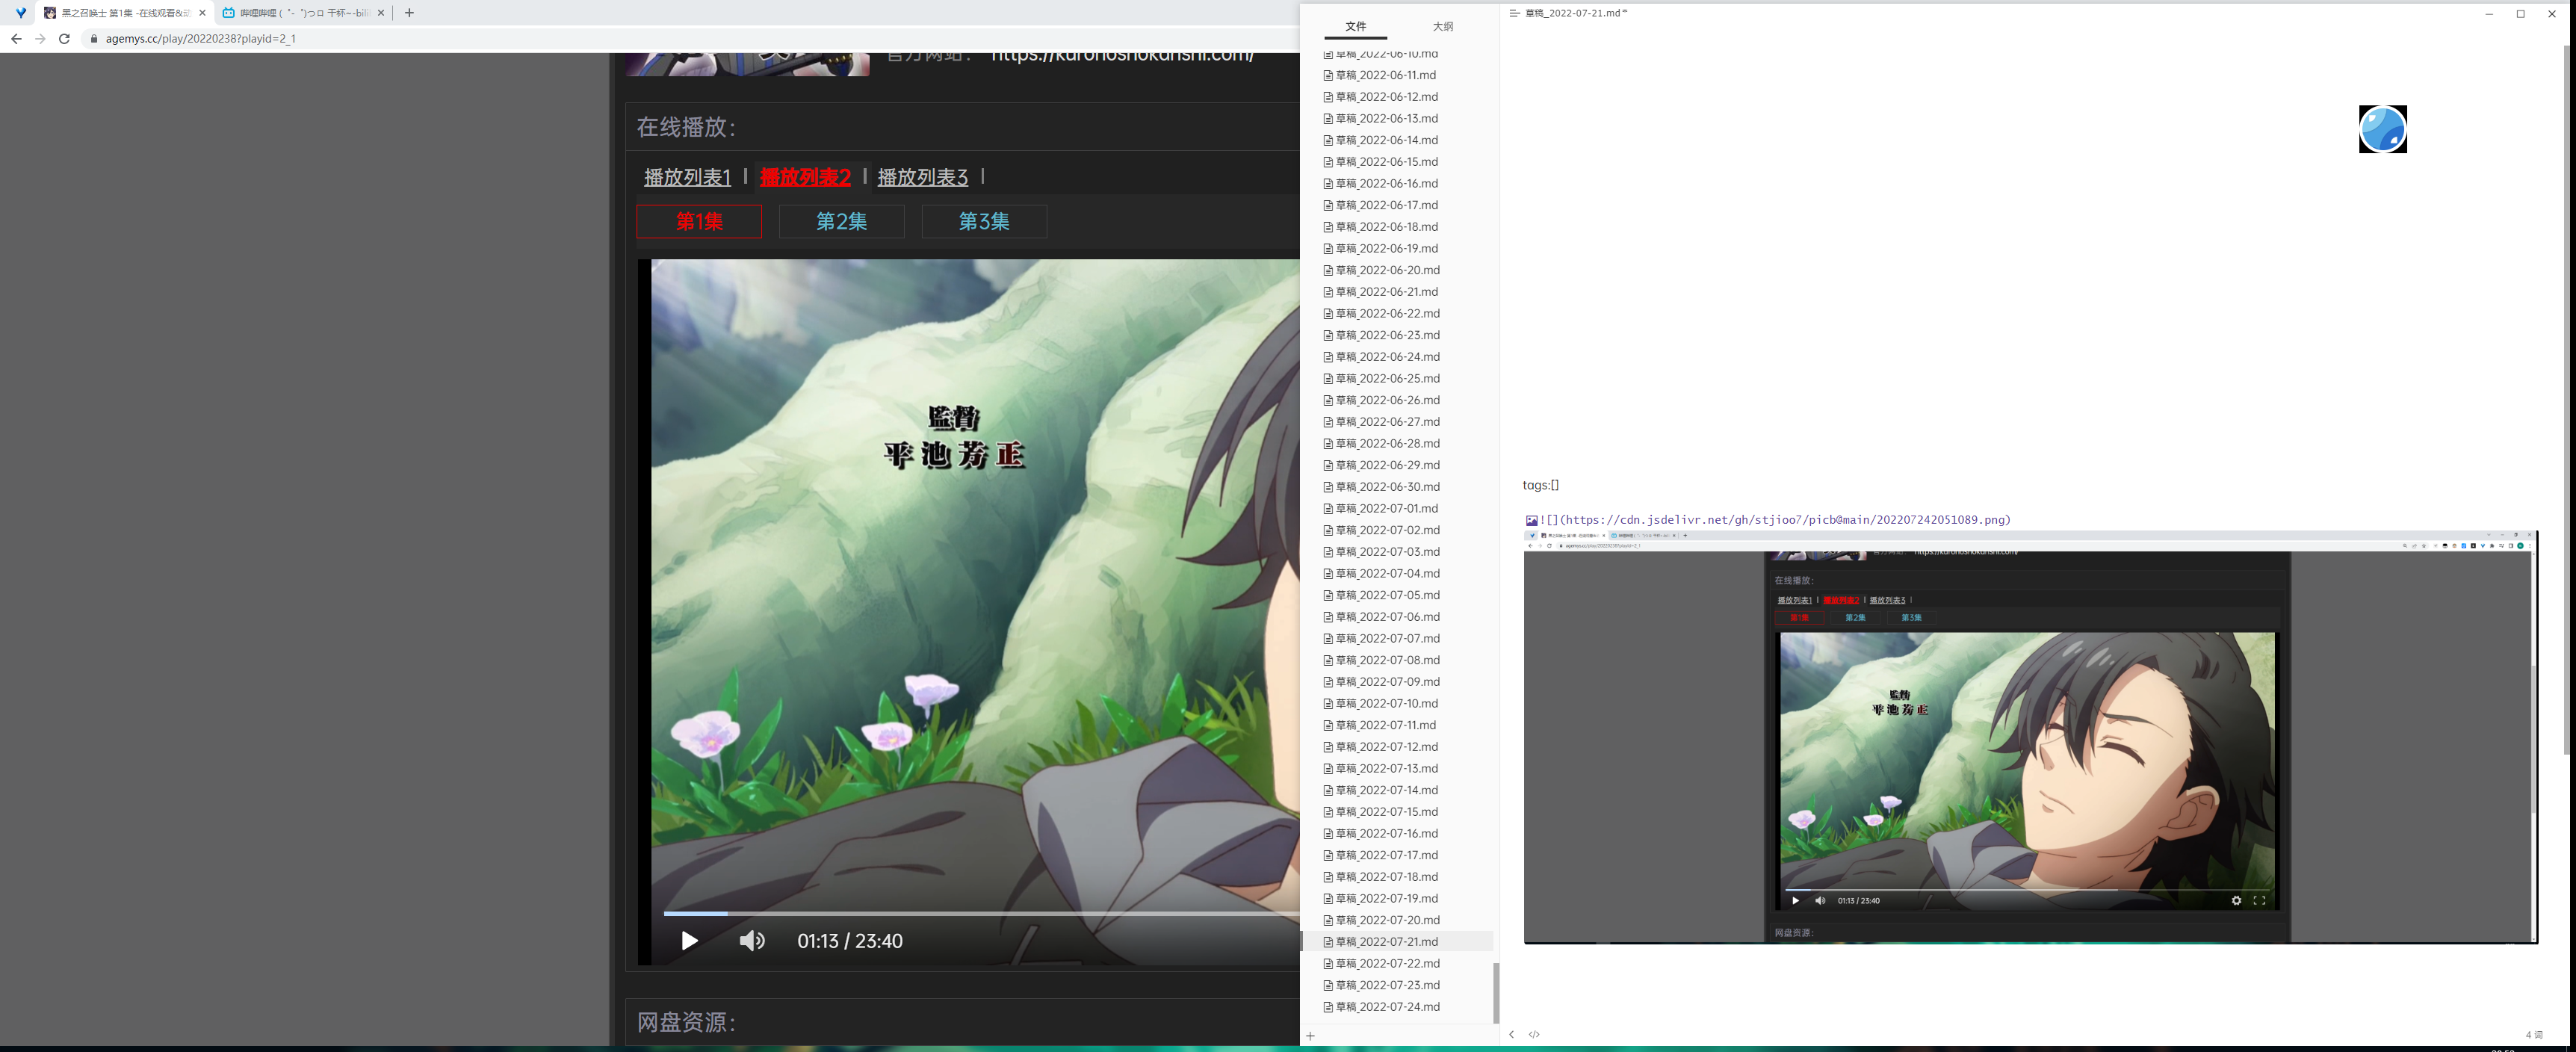 黑之召唤士 第1集 -在线观看&动
哔哩哔哩 (゜-゜)つロ 干杯~-bili
agemys.cc/play/20220238?playid=2_1
官方网站： https://kuronoshokanshi.com/
在线播放：
播放列表1 | 播放列表2 | 播放列表3 |
第1集 第2集 第3集
監督
平池芳正
01:13 / 23:40
网盘资源：
文件 大纲
草稿_2022-06-10.md
草稿_2022-06-11.md
草稿_2022-06-12.md
草稿_2022-06-13.md
草稿_2022-06-14.md
草稿_2022-06-15.md
草稿_2022-06-16.md
草稿_2022-06-17.md
草稿_2022-06-18.md
草稿_2022-06-19.md
草稿_2022-06-20.md
草稿_2022-06-21.md
草稿_2022-06-22.md
草稿_2022-06-23.md
草稿_2022-06-24.md
草稿_2022-06-25.md
草稿_2022-06-26.md
草稿_2022-06-27.md
草稿_2022-06-28.md
草稿_2022-06-29.md
草稿_2022-06-30.md
草稿_2022-07-01.md
草稿_2022-07-02.md
草稿_2022-07-03.md
草稿_2022-07-04.md
草稿_2022-07-05.md
草稿_2022-07-06.md
草稿_2022-07-07.md
草稿_2022-07-08.md
草稿_2022-07-09.md
草稿_2022-07-10.md
草稿_2022-07-11.md
草稿_2022-07-12.md
草稿_2022-07-13.md
草稿_2022-07-14.md
草稿_2022-07-15.md
草稿_2022-07-16.md
草稿_2022-07-17.md
草稿_2022-07-18.md
草稿_2022-07-19.md
草稿_2022-07-20.md
草稿_2022-07-21.md
草稿_2022-07-22.md
草稿_2022-07-23.md
草稿_2022-07-24.md
草稿_2022-07-21.md
tags:[]
![](https://cdn.jsdelivr.net/gh/stjioo7/picb@main/202207242051089.png)
在线播放：
播放列表1 | 播放列表2 | 播放列表3 |
第1集 第2集 第3集
監督
平池芳正
01:13 / 23:40
网盘资源：
4 词